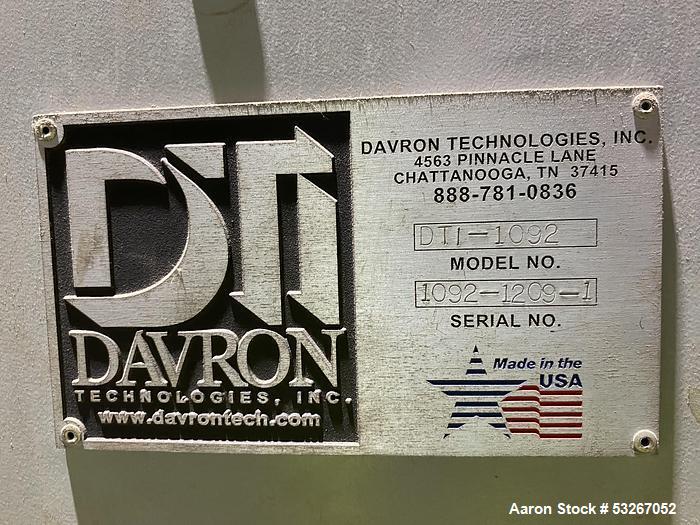 DTI
DAVRON
TECHNOLOGIES, INC.
www.davrontech.com
DAVRON TECHNOLOGIES, INC.
4563 PINNACLE LANE
CHATTANOOGA, TN 37415
888-781-0836
DTI-1092
MODEL NO.
1092-1209-1
SERIAL NO.
Made in the
USA
Aaron Stock # 53267052